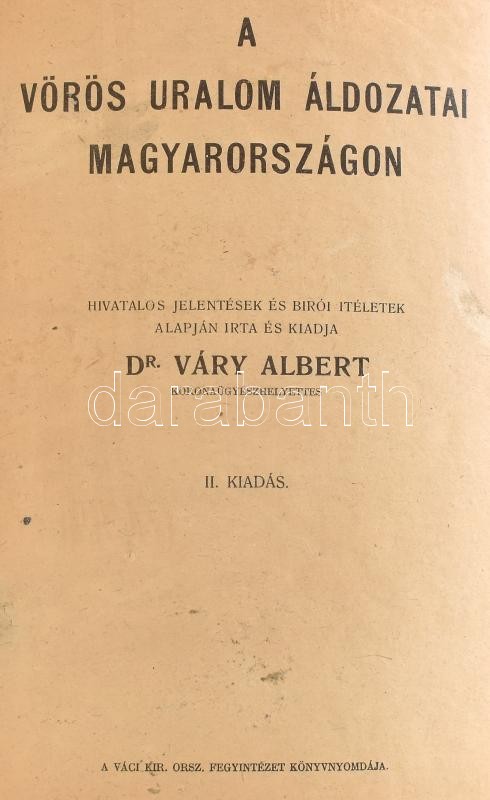 A
VÖRÖS URALOM ÁLDOZATAI
MAGYARORSZÁGON
HIVATALOS JELENTÉSEK ÉS BIRÓI ITÉLETEK
ALAPJÁN IRTA ÉS KIADJA
DR. VÁRY ALBERT
KORONAÜGYÉSZHELYETTES
darabanth
II. KIADÁS.
A VÁCI KIR. ORSZ. FEGYINTÉZET KÖNYVNYOMDÁJA.